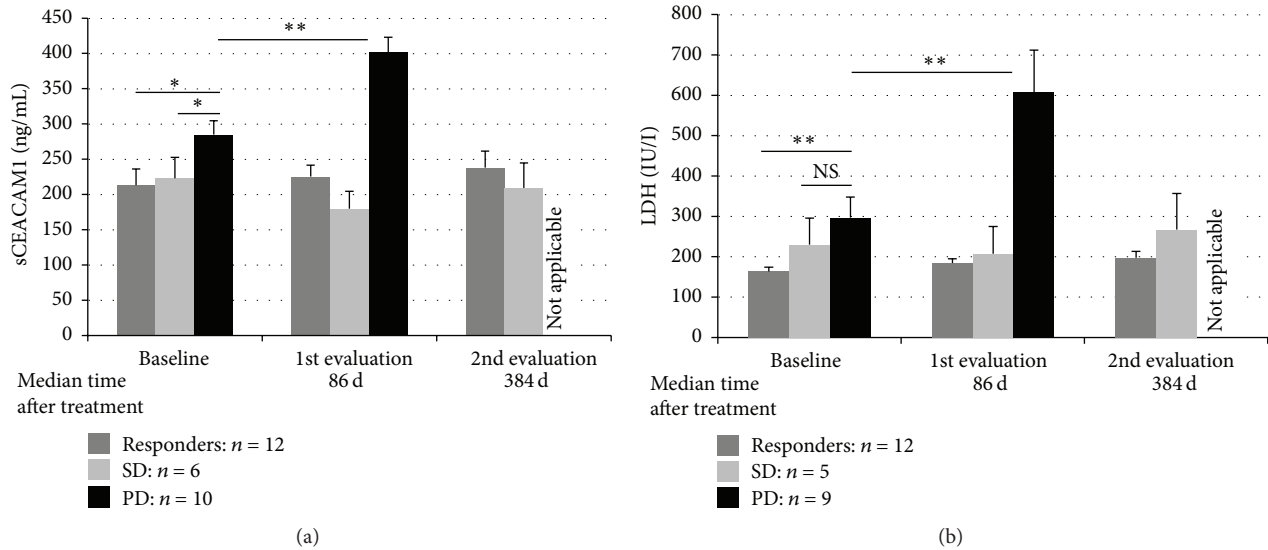 sCEACAM1 (ng/mL)
500
450
400
350
300
250
200
150
100
50
0
**
*
*
Not applicable
Baseline
1st evaluation
86 d
2nd evaluation
384 d
Median time
after treatment
Responders: n = 12
SD: n = 6
PD: n = 10
(a)
LDH (IU/I)
800
700
600
500
400
300
200
100
0
**
**
NS
Not applicable
Baseline
1st evaluation
86 d
2nd evaluation
384 d
Median time
after treatment
Responders: n = 12
SD: n = 5
PD: n = 9
(b)